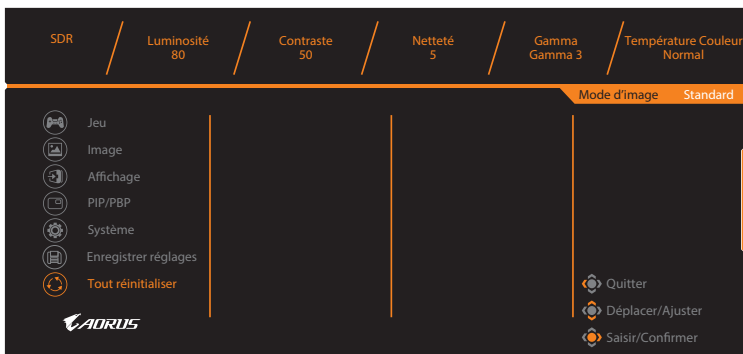 SDR
Luminosité
80
Contraste
50
Netteté
5
Gamma
Gamma 3
Température Couleur
Normal
Mode d'image Standard
Jeu
Image
Affichage
PIP/PBP
Système
Enregistrer réglages
Tout réinitialiser
AORUS
Quitter
Déplacer/Ajuster
Saisir/Confirmer